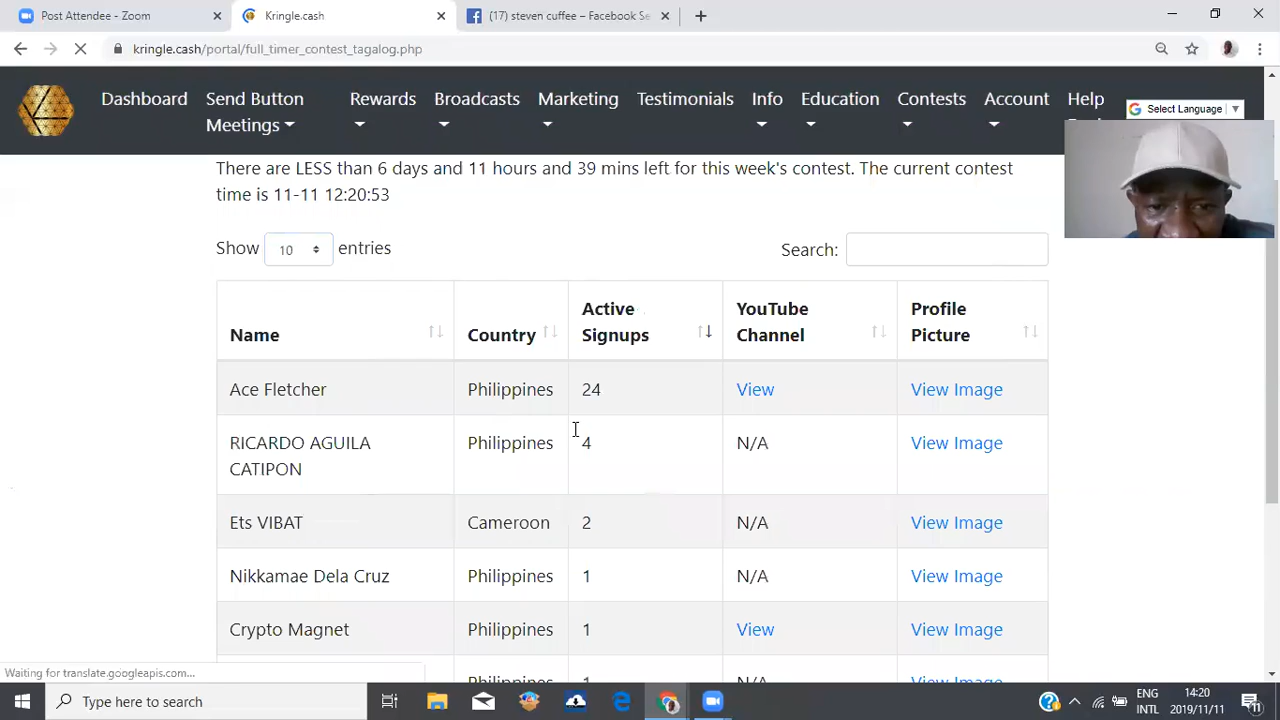 Post Attendee - Zoom
Kringle.cash
(17) steven cuffee – Facebook Se
kringle.cash/portal/full_timer_contest_tagalog.php
Dashboard
Send Button Meetings
Rewards
Broadcasts
Marketing
Testimonials
Info
Education
Contests
Account
Help
G Select Language
There are LESS than 6 days and 11 hours and 39 mins left for this week's contest. The current contest
time is 11-11 12:20:53
Show 10 entries
Search:
Name Country Active Signups YouTube Channel Profile Picture
Ace Fletcher Philippines 24 View View Image
RICARDO AGUILA CATIPON Philippines 4 N/A View Image
Ets VIBAT Cameroon 2 N/A View Image
Nikkamae Dela Cruz Philippines 1 N/A View Image
Crypto Magnet Philippines 1 View View Image
Philippines 1 View Image
Waiting for translate.googleapis.com...
Type here to search
ENG
INTL
14:20
2019/11/11
11